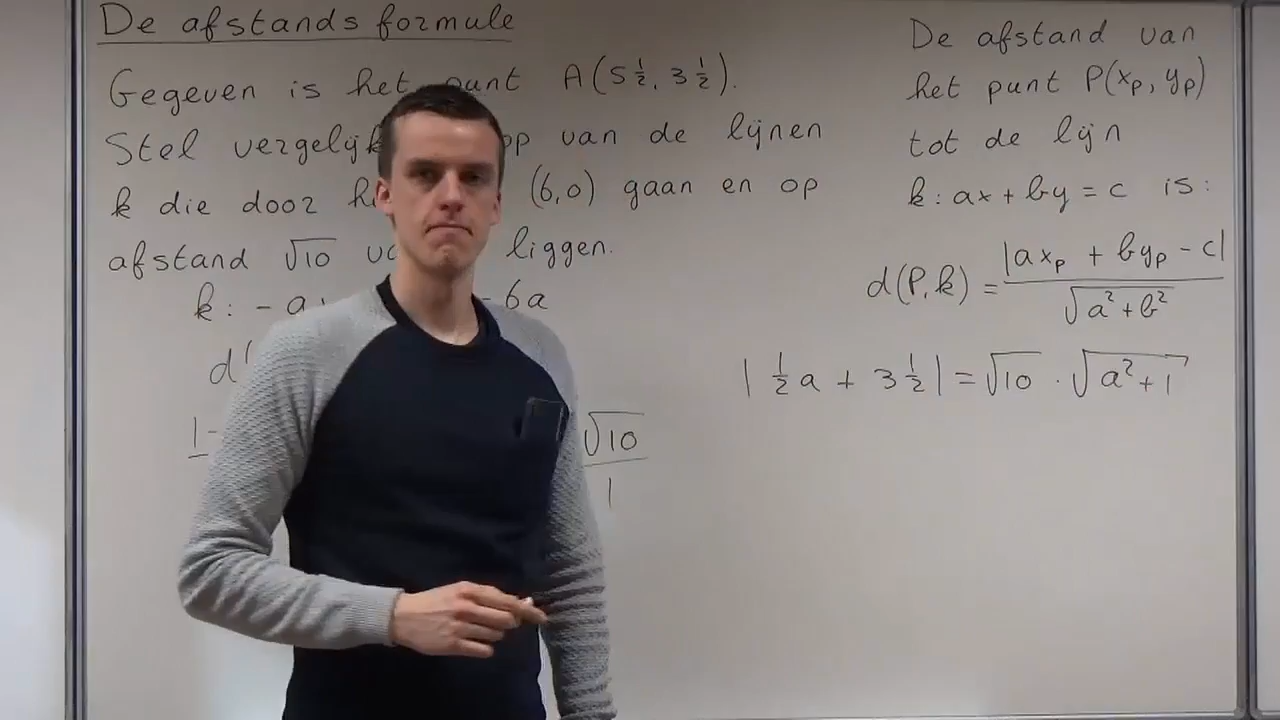 De afstands formule
Gegeven is het punt A(5½, 3½).
Stel op van de lijnen
k die door (6,0) gaan en op
afstand √10 liggen.
k: -a -6a
d(
|- √10
1
De afstand van
het punt P(xₚ, yₚ)
tot de lijn
k: ax + by = c is:
d(P,k) = |axₚ + byₚ - c| / √(a² + b²)
|½a + 3½| = √10 · √(a² + 1)